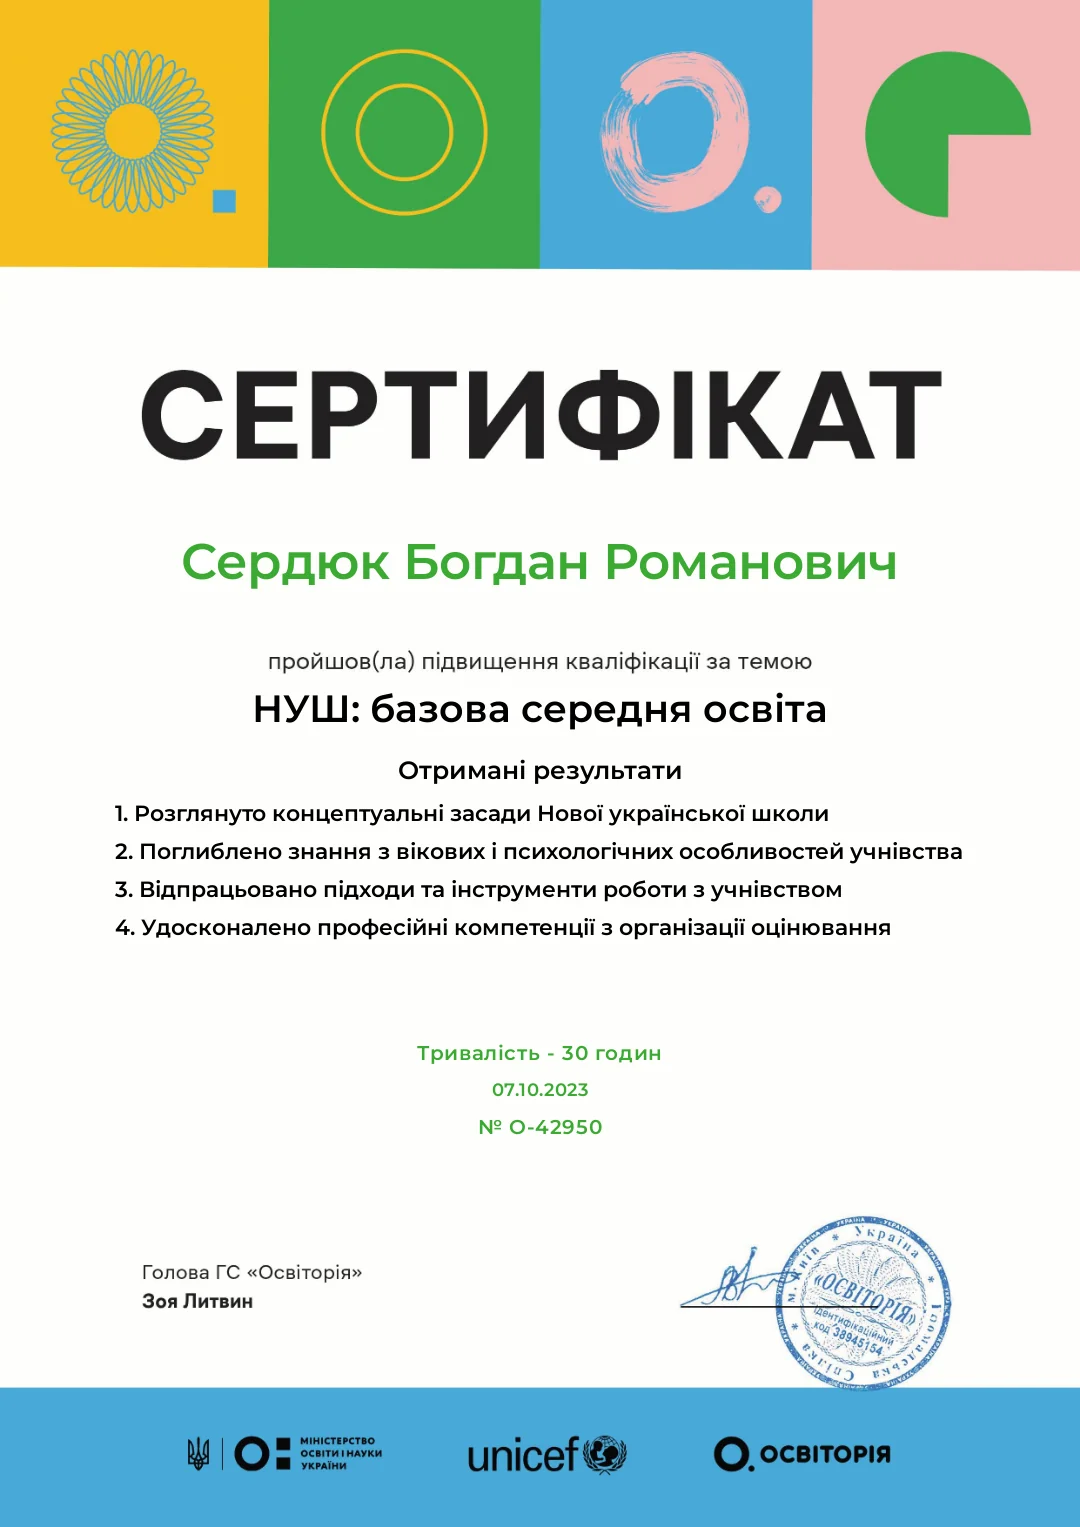 СЕРТИФІКАТ
Сердюк Богдан Романович
пройшов(ла) підвищення кваліфікації за темою
НУШ: базова середня освіта
Отримані результати
1. Розглянуто концептуальні засади Нової української школи
2. Поглиблено знання з вікових і психологічних особливостей учнівства
3. Відпрацьовано підходи та інструменти роботи з учнівством
4. Удосконалено професійні компетенції з організації оцінювання
Тривалість - 30 годин
07.10.2023
№ О-42950
Голова ГС «Освіторія»
Зоя Литвин
Україна * Громадська Спілка * м. Київ *
«ОСВІТОРІЯ»
Ідентифікаційний
код 38945154
МІНІСТЕРСТВО
ОСВІТИ І НАУКИ
УКРАЇНИ
unicef
ОСВІТОРІЯ